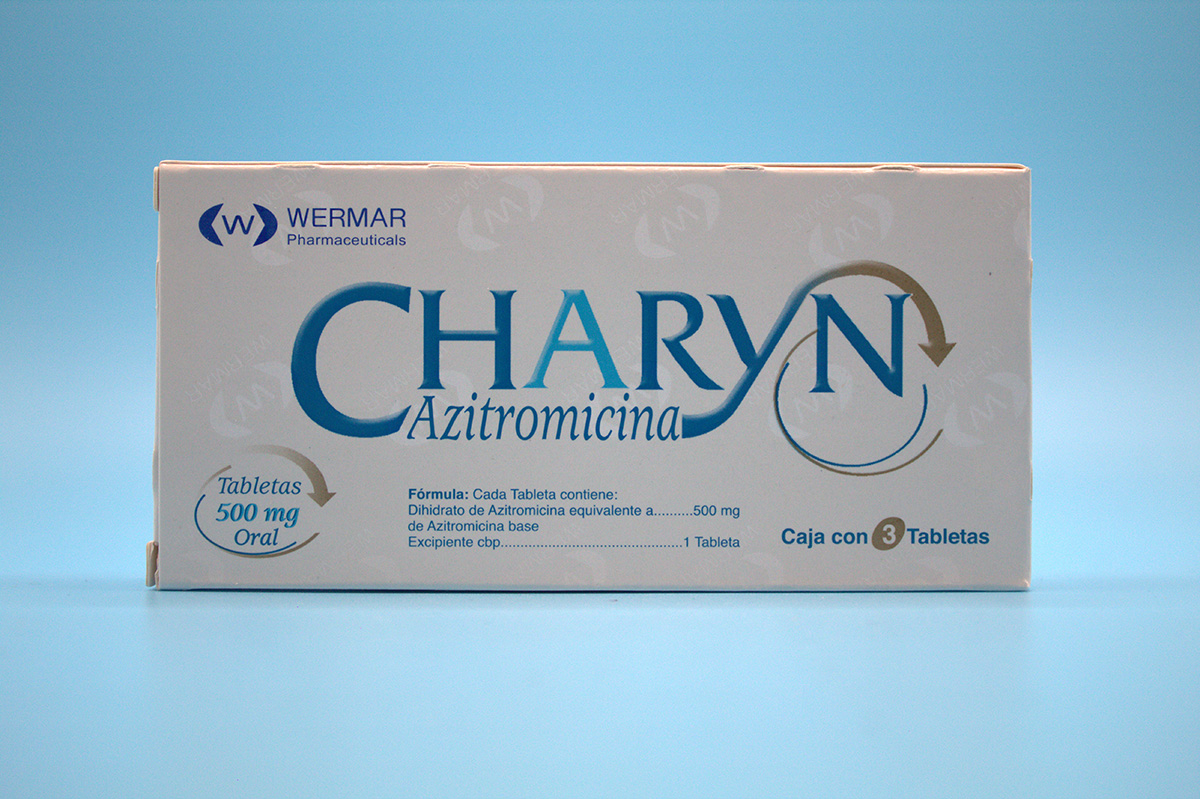 WERMAR
Pharmaceuticals
CHARYN
Azitromicina
Tabletas
500 mg
Oral
Fórmula: Cada Tableta contiene:
Dihidrato de Azitromicina equivalente a..........500 mg
de Azitromicina base
Excipiente cbp..............................................1 Tableta
Caja con 3 Tabletas